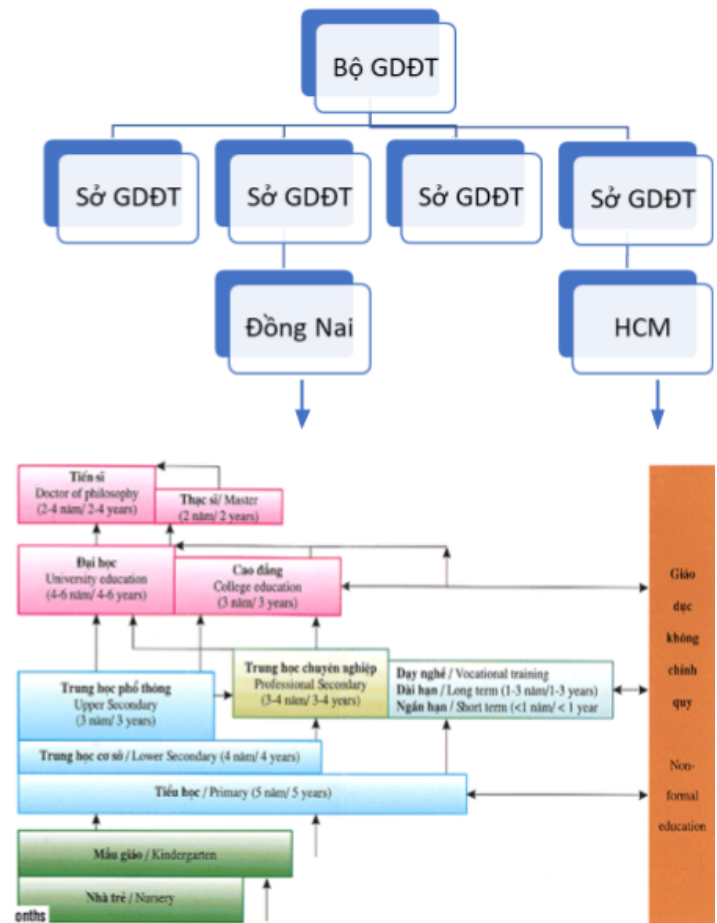 Bộ GDĐT
Sở GDĐT
Sở GDĐT
Sở GDĐT
Sở GDĐT
Đồng Nai
HCM
Tiến sĩ
Doctor of philosophy
(2-4 năm/ 2-4 years)
Thạc sĩ/ Master
(2 năm/ 2 years)
Đại học
University education
(4-6 năm/ 4-6 years)
Cao đẳng
College education
(3 năm/ 3 years)
Trung học phổ thông
Upper Secondary
(3 năm/ 3 years)
Trung học chuyên nghiệp
Professional Secondary
(3-4 năm/ 3-4 years)
Dạy nghề / Vocational training
Dài hạn / Long term (1-3 năm/1-3 years)
Ngắn hạn / Short term (<1 năm/ < 1 year
Trung học cơ sở / Lower Secondary (4 năm/ 4 years)
Tiểu học / Primary (5 năm/ 5 years)
Mẫu giáo / Kindergarten
Nhà trẻ / Nursery
onths
Giáo
dục
không
chính
quy
Non-
formal
education